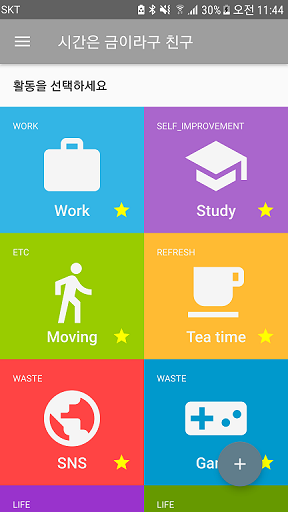 SKT 30% 오전 11:44
시간은 금이라구 친구
활동을 선택하세요
WORK
Work
SELF_IMPROVEMENT
Study
ETC
Moving
REFRESH
Tea time
WASTE
SNS
WASTE
Ga
LIFE
LIFE